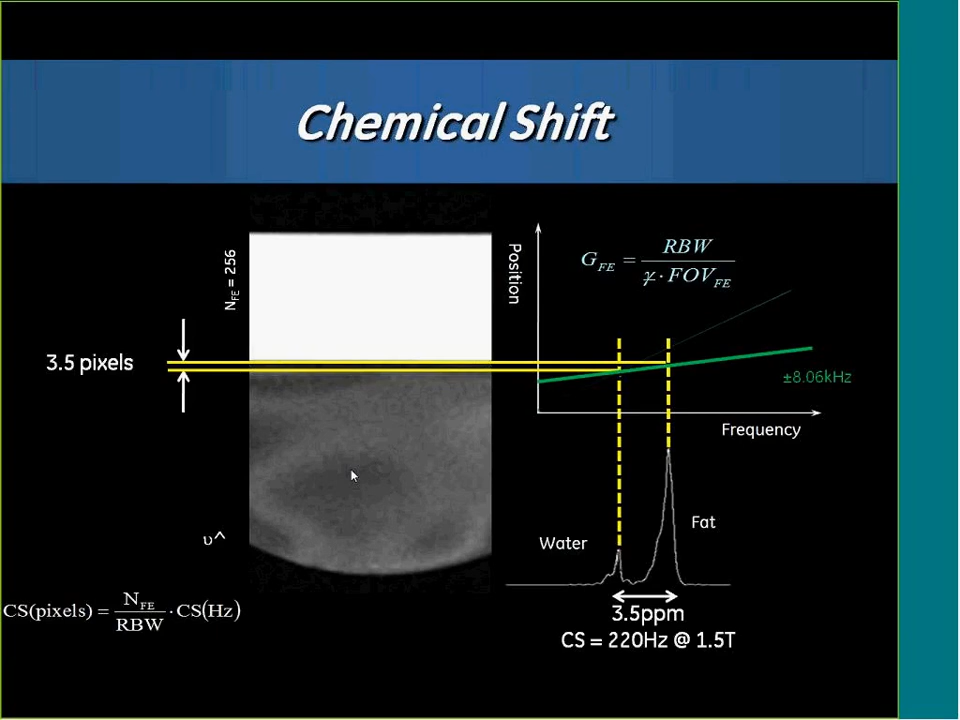 Chemical Shift
N_FE = 256
Position
G_FE = RBW / γ · FOV_FE
3.5 pixels
±8.06kHz
Frequency
Fat
Water
υ^
CS(pixels) = N_FE / RBW · CS(Hz)
3.5ppm
CS = 220Hz @ 1.5T